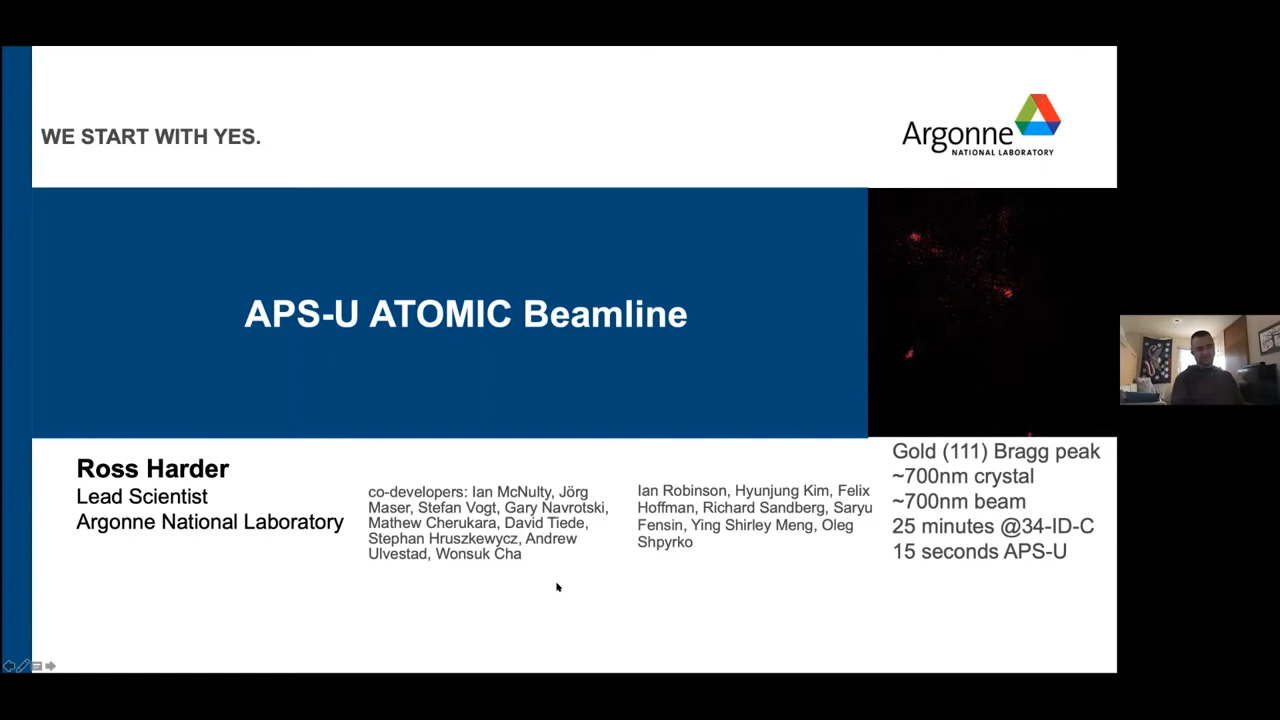 WE START WITH YES.
Argonne
NATIONAL LABORATORY
APS-U ATOMIC Beamline
Ross Harder
Lead Scientist
Argonne National Laboratory
co-developers: Ian McNulty, Jörg
Maser, Stefan Vogt, Gary Navrotski,
Mathew Cherukara, David Tiede,
Stephan Hruszkewycz, Andrew
Ulvestad, Wonsuk Cha
Ian Robinson, Hyunjung Kim, Felix
Hoffman, Richard Sandberg, Saryu
Fensin, Ying Shirley Meng, Oleg
Shpyrko
Gold (111) Bragg peak
~700nm crystal
~700nm beam
25 minutes @34-ID-C
15 seconds APS-U